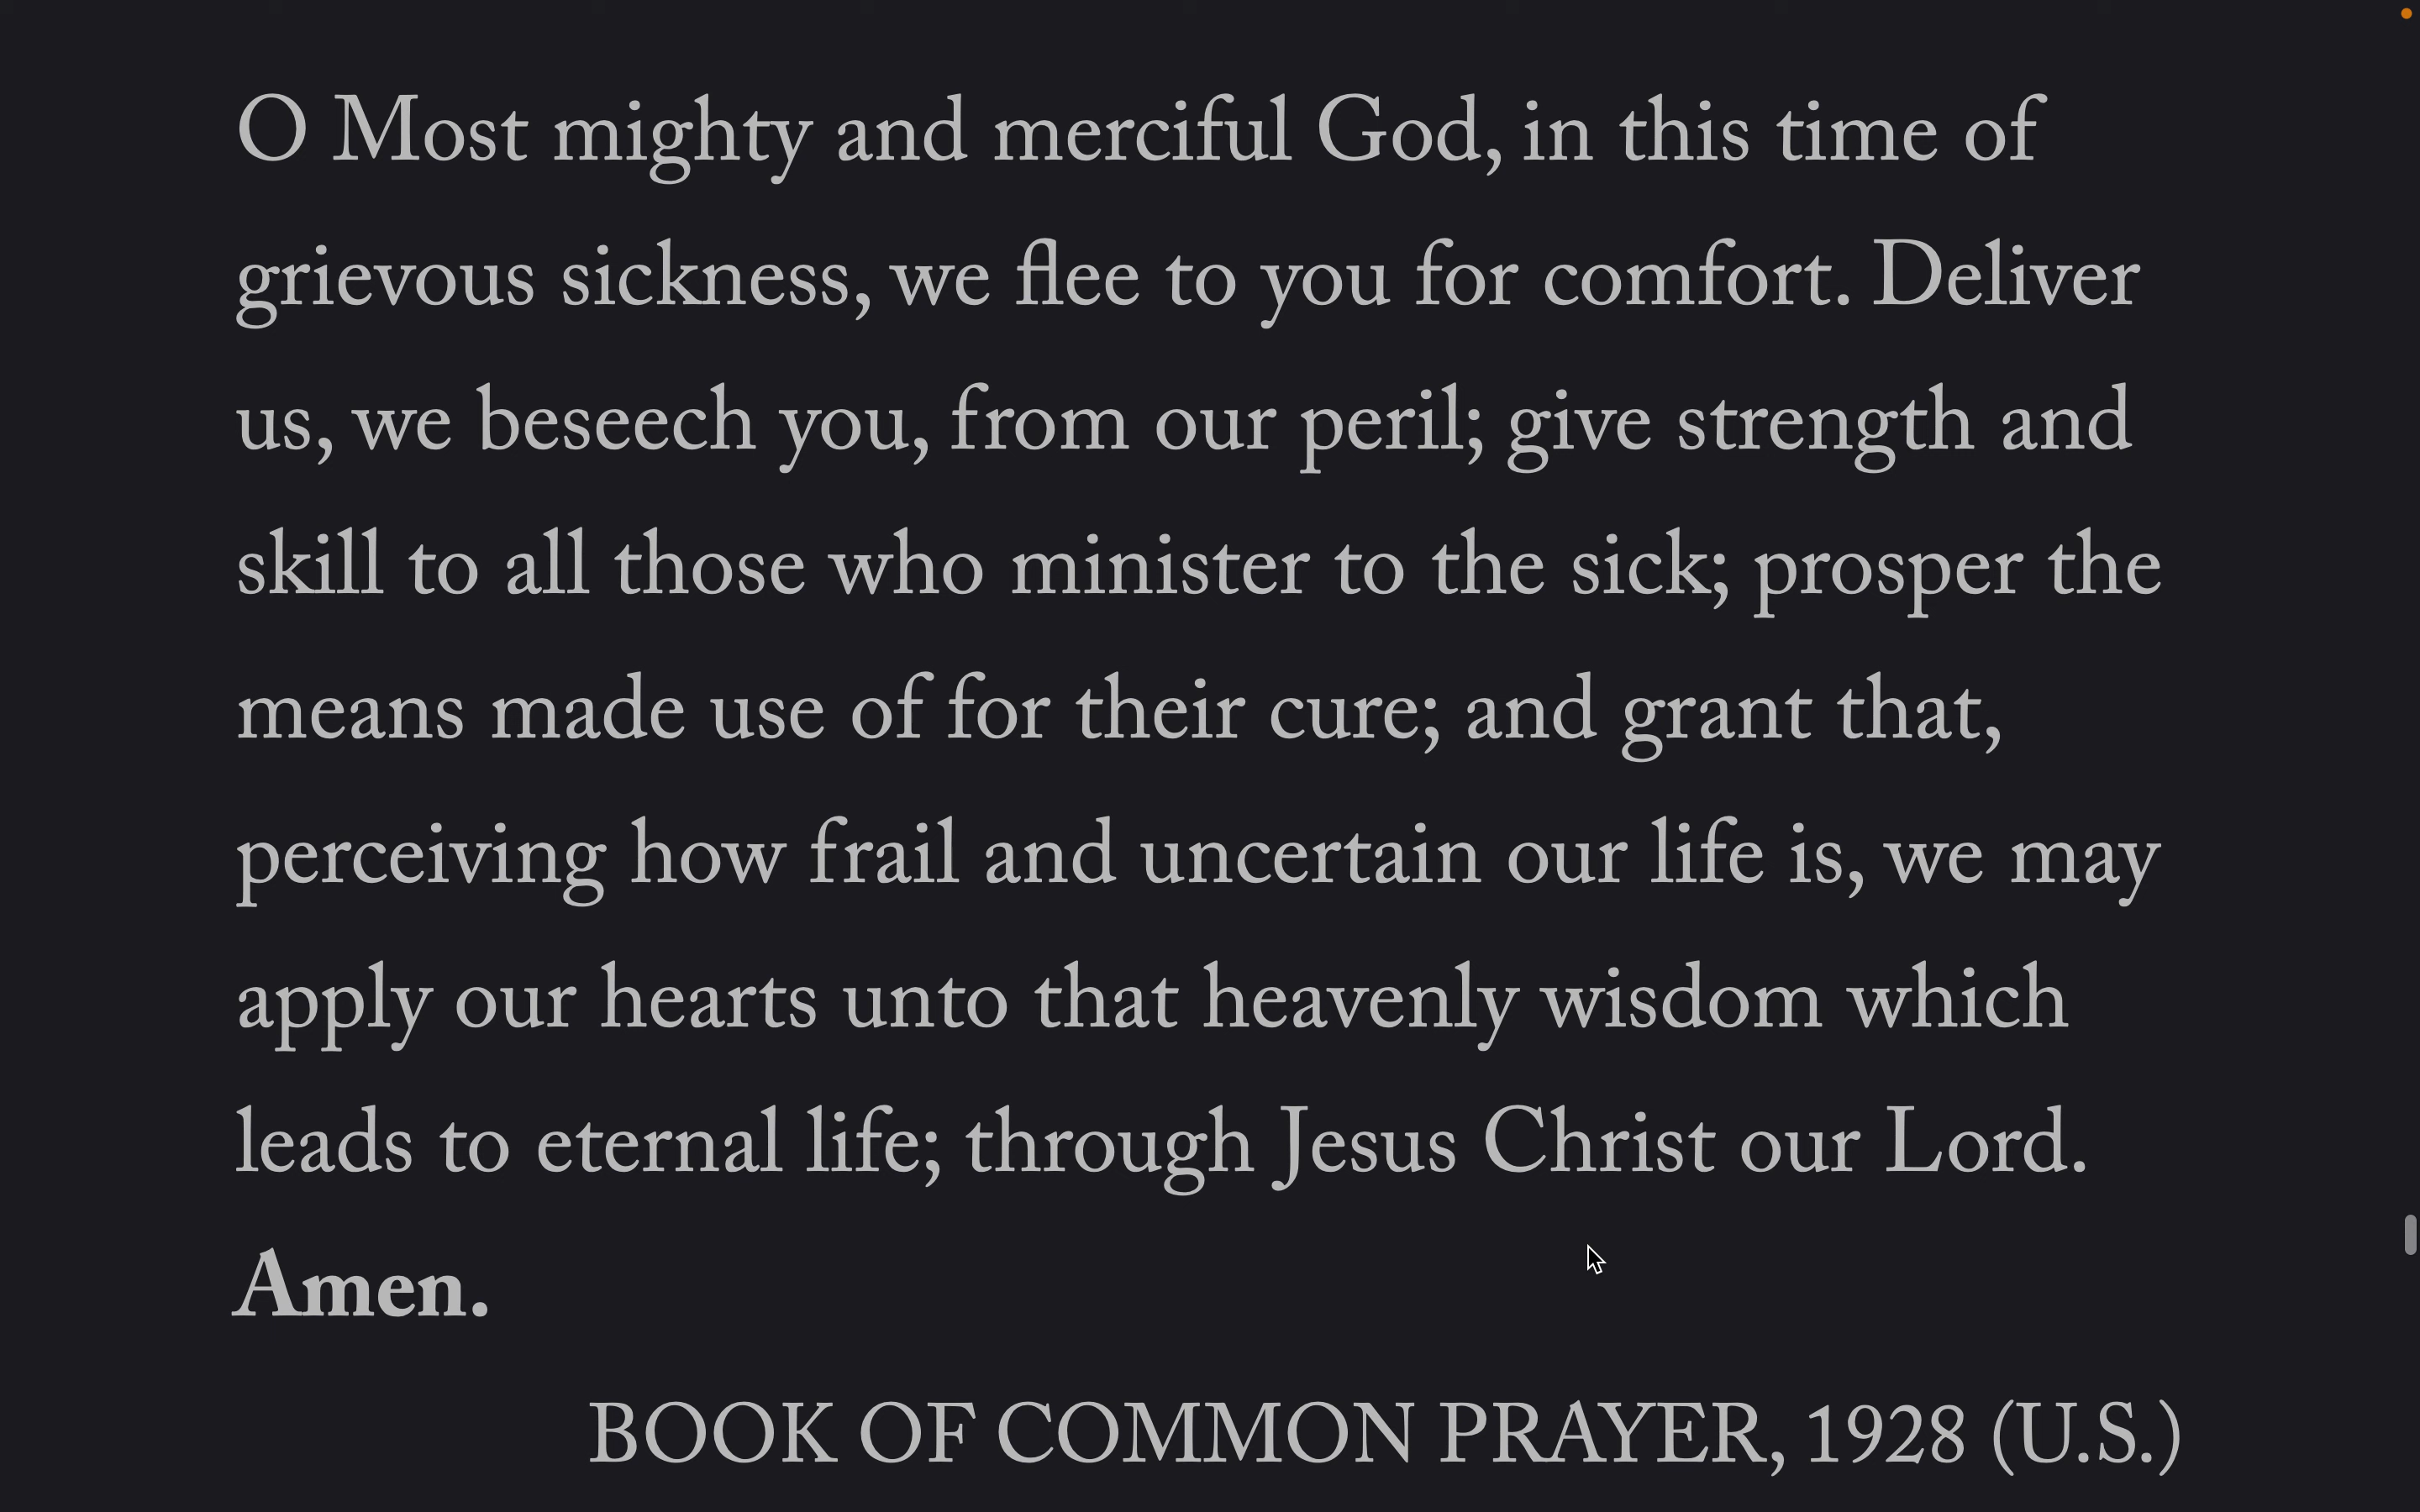 O Most mighty and merciful God, in this time of
grievous sickness, we flee to you for comfort. Deliver
us, we beseech you, from our peril; give strength and
skill to all those who minister to the sick; prosper the
means made use of for their cure; and grant that,
perceiving how frail and uncertain our life is, we may
apply our hearts unto that heavenly wisdom which
leads to eternal life; through Jesus Christ our Lord.
Amen.
BOOK OF COMMON PRAYER, 1928 (U.S.)